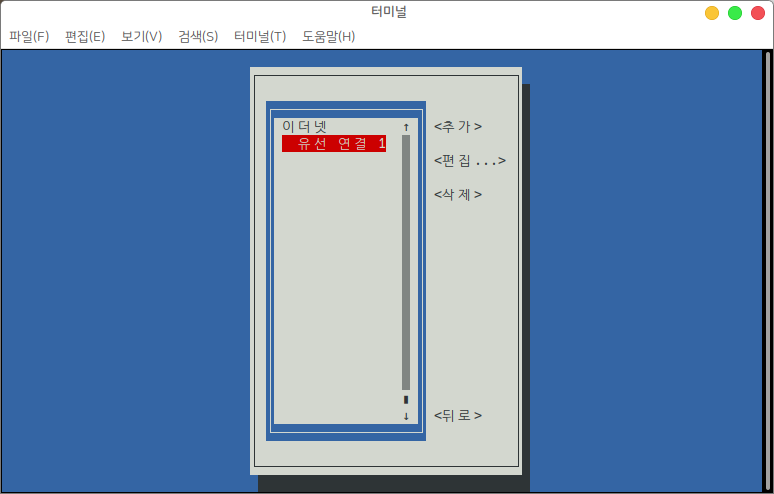 터미널
파일(F) 편집(E) 보기(V) 검색(S) 터미널(T) 도움말(H)
이더넷 ↑ <추가>
유선 연결 1
<편집...>
<삭제>
↓ <뒤로>